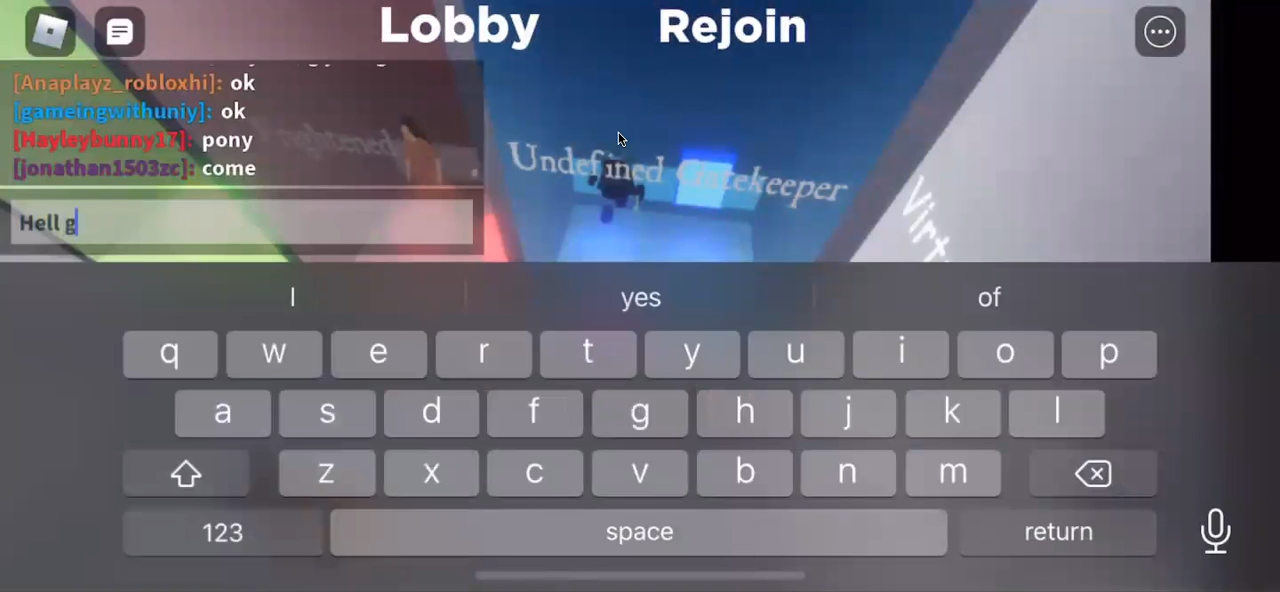 Lobby
Rejoin
[Anaplayz_robloxhi]: ok
[gameingwithuniy]: ok
[Hayleybunny17]: pony
[jonathan1503zc]: come
Hell g
Undefined Gatekeeper
I
yes
of
q w e r t y u i o p
a s d f g h j k l
z x c v b n m
123
space
return